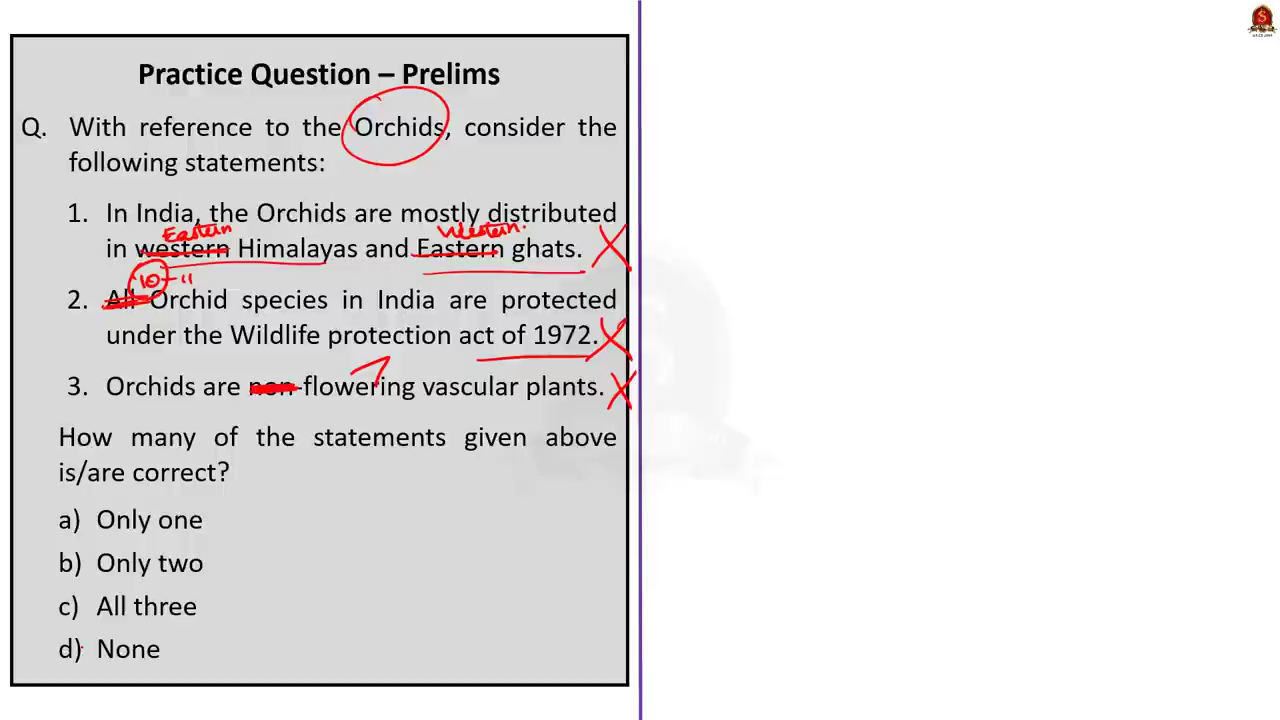 Practice Question – Prelims
Q. With reference to the Orchids, consider the
following statements:
1. In India, the Orchids are mostly distributed
Eastern Western
in western Himalayas and Eastern ghats.
10
2. All Orchid species in India are protected
under the Wildlife protection act of 1972.
3. Orchids are non-flowering vascular plants.
How many of the statements given above
is/are correct?
a) Only one
b) Only two
c) All three
d) None